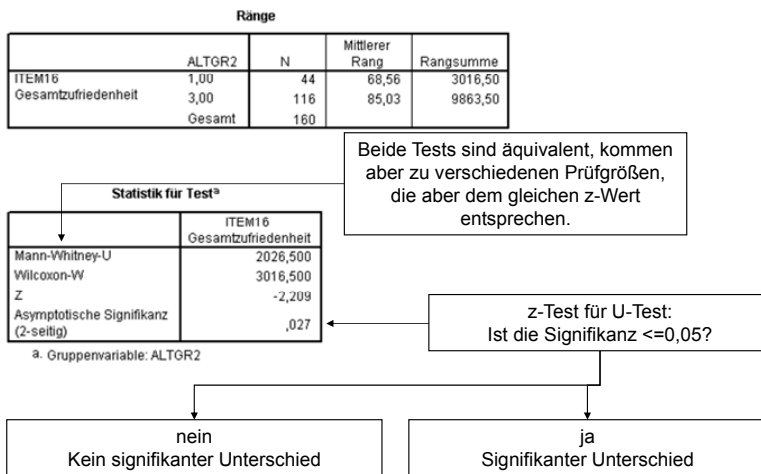 Ränge
ALTGR2 N Mittlerer Rang Rangsumme
ITEM16 Gesamtzufriedenheit 1,00 44 68,56 3016,50
3,00 116 85,03 9863,50
Gesamt 160
Beide Tests sind äquivalent, kommen
aber zu verschiedenen Prüfgrößen,
die aber dem gleichen z-Wert
entsprechen.
Statistik für Testᵃ
ITEM16
Gesamtzufriedenheit
Mann-Whitney-U 2026,500
Wilcoxon-W 3016,500
Z -2,209
Asymptotische Signifikanz
(2-seitig) ,027
a. Gruppenvariable: ALTGR2
z-Test für U-Test:
Ist die Signifikanz <=0,05?
nein
Kein signifikanter Unterschied
ja
Signifikanter Unterschied